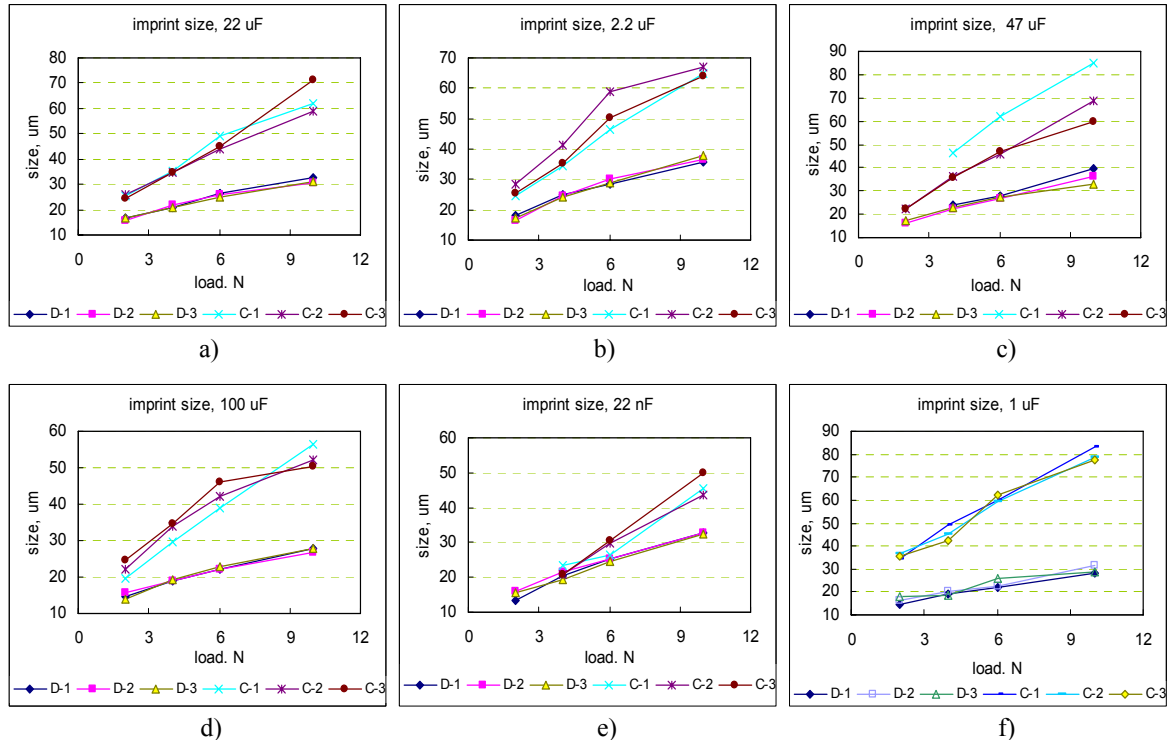 imprint size, 22 uF
80
70
60
50
40
30
20
10
size, um
0 3 6 9 12
load. N
D-1 D-2 D-3 C-1 C-2 C-3
a)
imprint size, 2.2 uF
70
60
50
40
30
20
10
size, um
0 3 6 9 12
load. N
D-1 D-2 D-3 C-1 C-2 C-3
b)
imprint size, 47 uF
90
80
70
60
50
40
30
20
10
size, um
0 3 6 9 12
load. N
D-1 D-2 D-3 C-1 C-2 C-3
c)
imprint size, 100 uF
60
50
40
30
20
10
size, um
0 3 6 9 12
load. N
D-1 D-2 D-3 C-1 C-2 C-3
d)
imprint size, 22 nF
60
50
40
30
20
10
size, um
0 3 6 9 12
load. N
D-1 D-2 D-3 C-1 C-2 C-3
e)
imprint size, 1 uF
90
80
70
60
50
40
30
20
10
size, um
0 3 6 9 12
load. N
D-1 D-2 D-3 C-1 C-2 C-3
f)